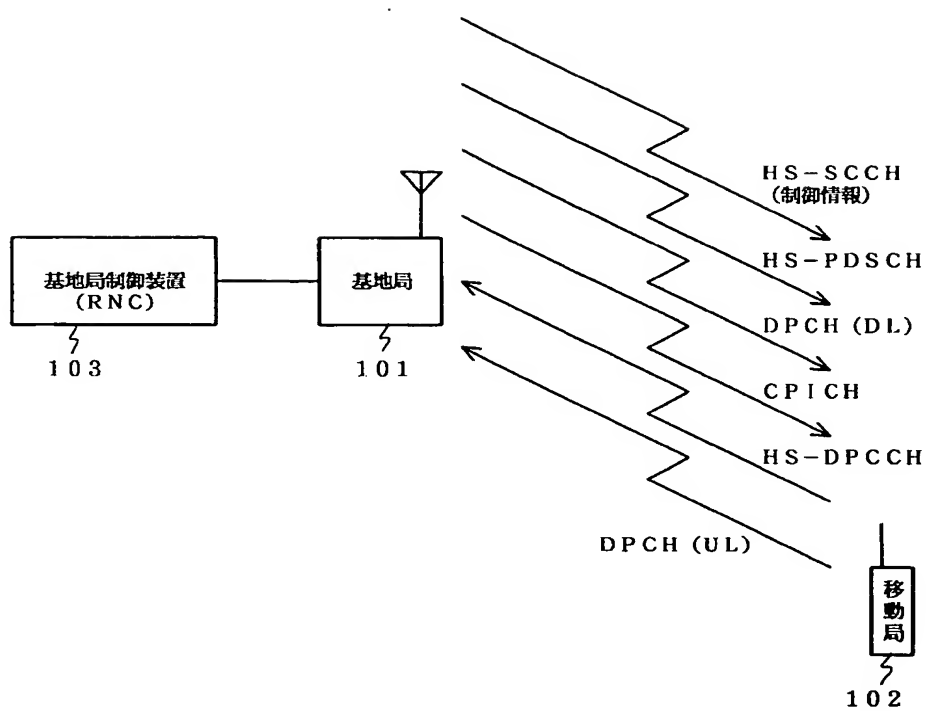 HS-SCCH
(制御情報)
HS-PDSCH
DPCH (DL)
CPICH
HS-DPCCH
DPCH (UL)
基地局制御装置
(RNC)
103
基地局
101
移動局
102